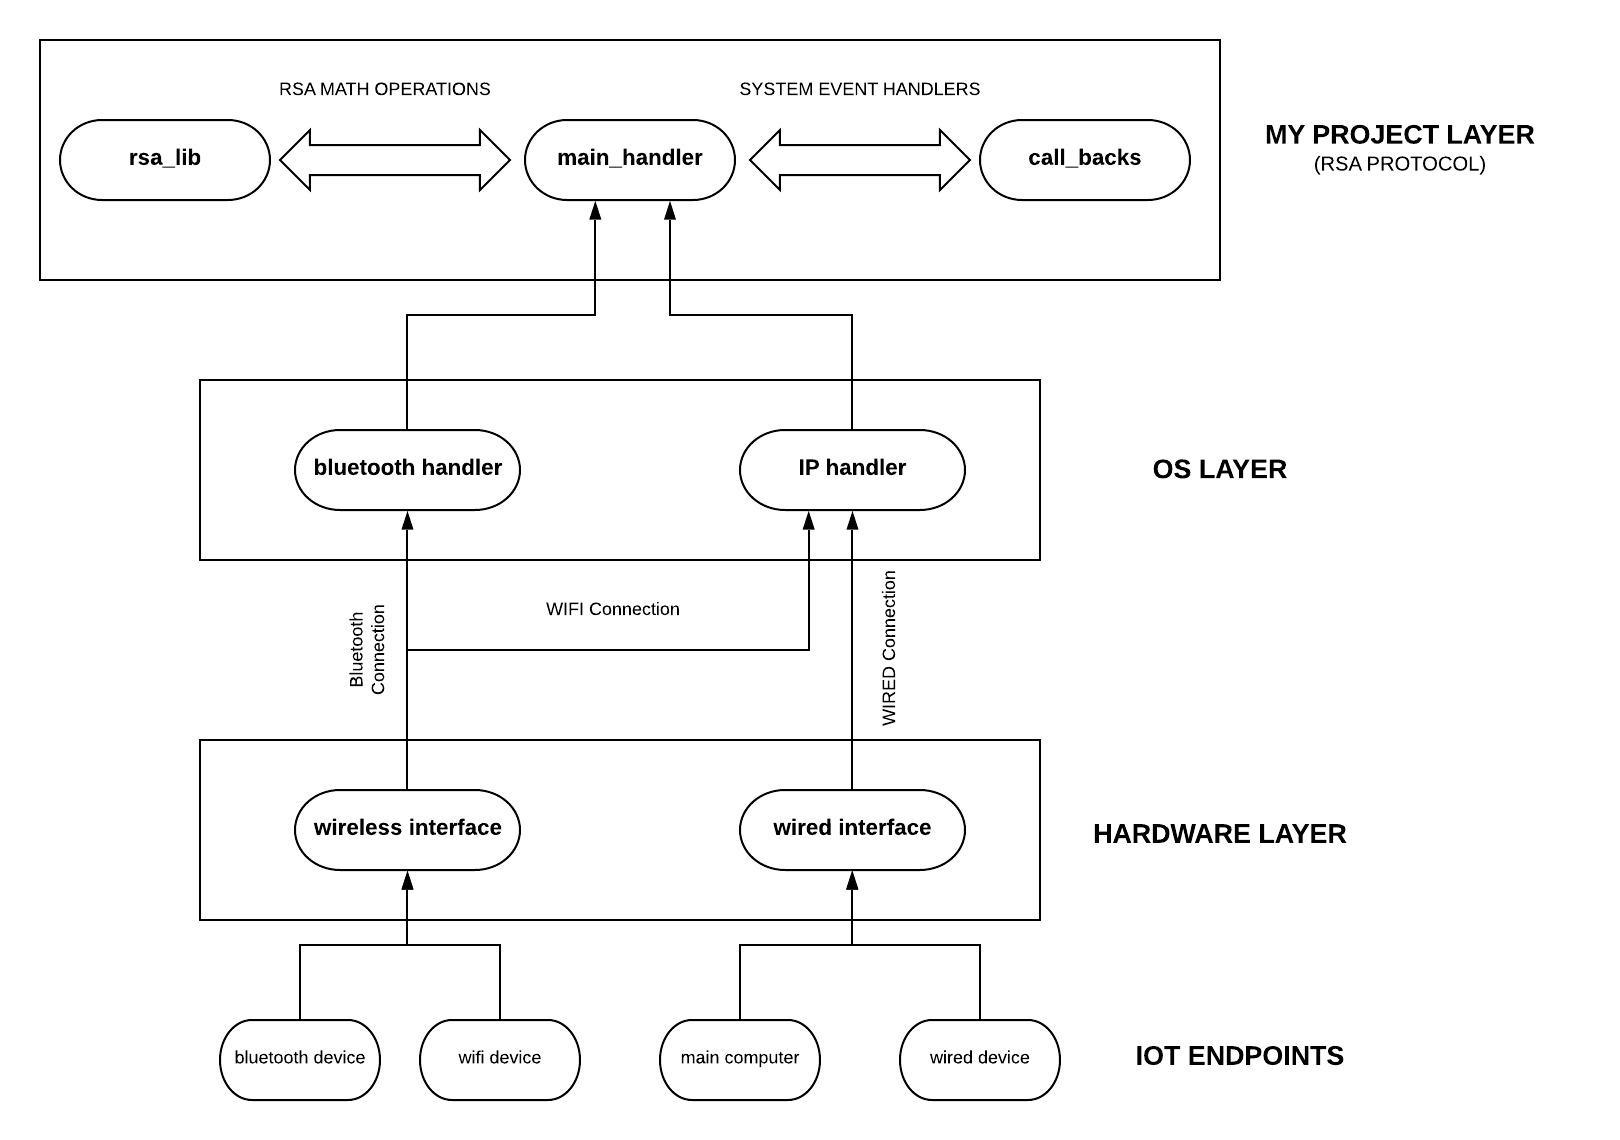 RSA MATH OPERATIONS
SYSTEM EVENT HANDLERS
rsa_lib
main_handler
call_backs
MY PROJECT LAYER
(RSA PROTOCOL)
bluetooth handler
IP handler
OS LAYER
Bluetooth
Connection
WIFI Connection
WIRED Connection
wireless interface
wired interface
HARDWARE LAYER
bluetooth device
wifi device
main computer
wired device
IOT ENDPOINTS